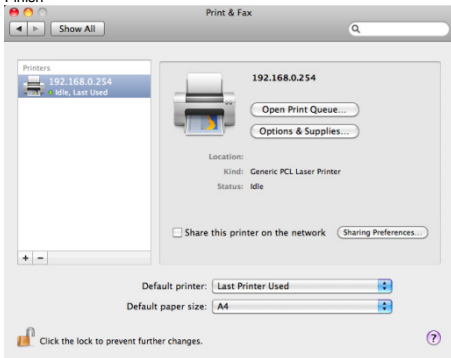 Finish
Print & Fax
Show All
Printers
192.168.0.254
Idle, Last Used
192.168.0.254
Open Print Queue...
Options & Supplies...
Location:
Kind: Generic PCL Laser Printer
Status: Idle
Share this printer on the network
Sharing Preferences...
+ −
Default printer: Last Printer Used
Default paper size: A4
Click the lock to prevent further changes.
?